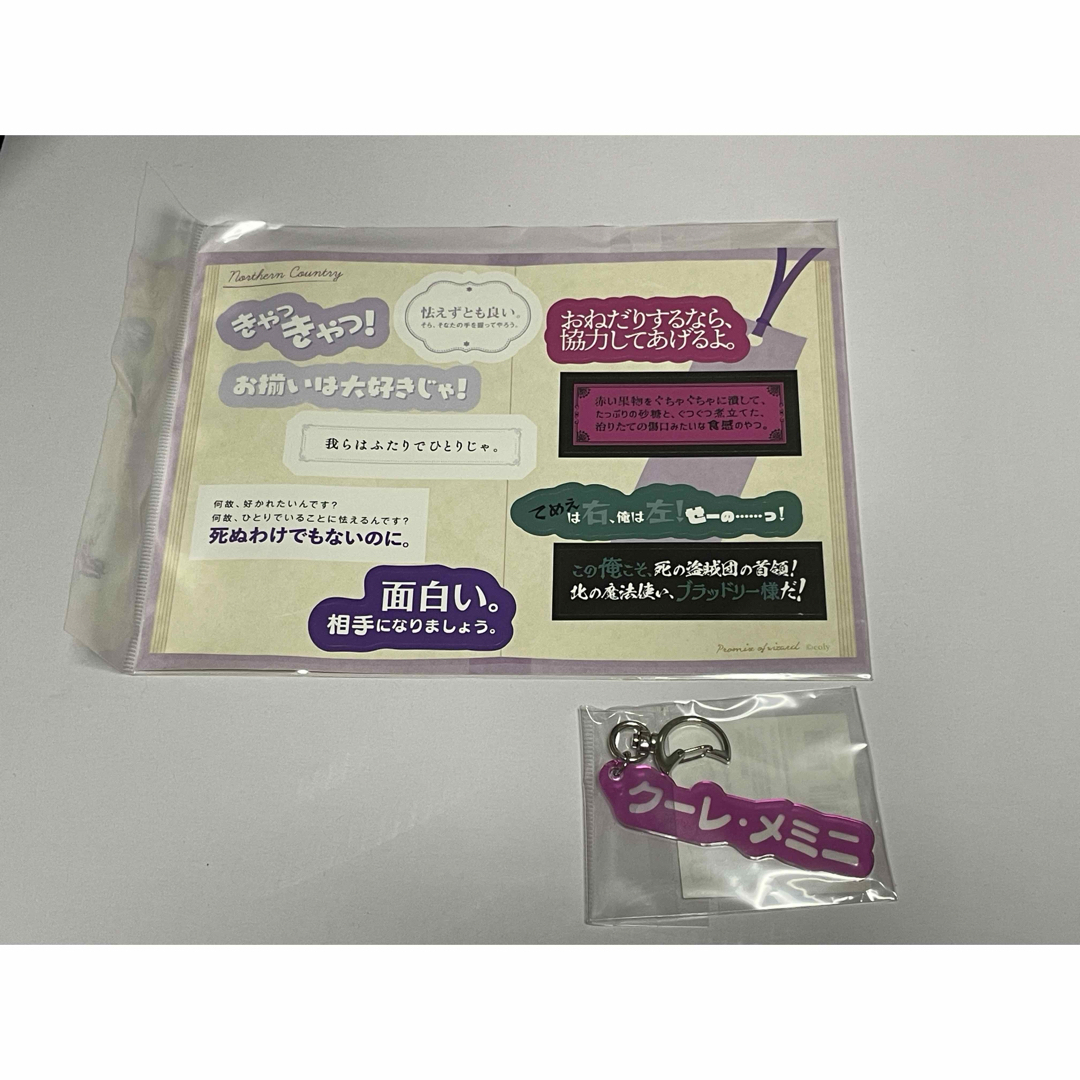 Northern Country
きゃっきゃっ!
怯えずとも良い。
そら、そなたの手を握ってやろう。
お揃いは大好きじゃ!
我らはふたりでひとりじゃ。
何故、好かれたいんです?
何故、ひとりでいることに怯えるんです?
死ぬわけでもないのに。
面白い。
相手になりましょう。
おねだりするなら、
協力してあげるよ。
赤い果物をぐちゃぐちゃに潰して、
たっぷりの砂糖と、ぐつぐつ煮立てた、
治りたての傷口みたいな食感のやつ。
てめえは右、俺は左!せーの……っ!
この俺こそ、死の盗賊団の首領!
北の魔法使い、ブラッドリー様だ!
Promise of wizard ©coly
クーレ・メミニ